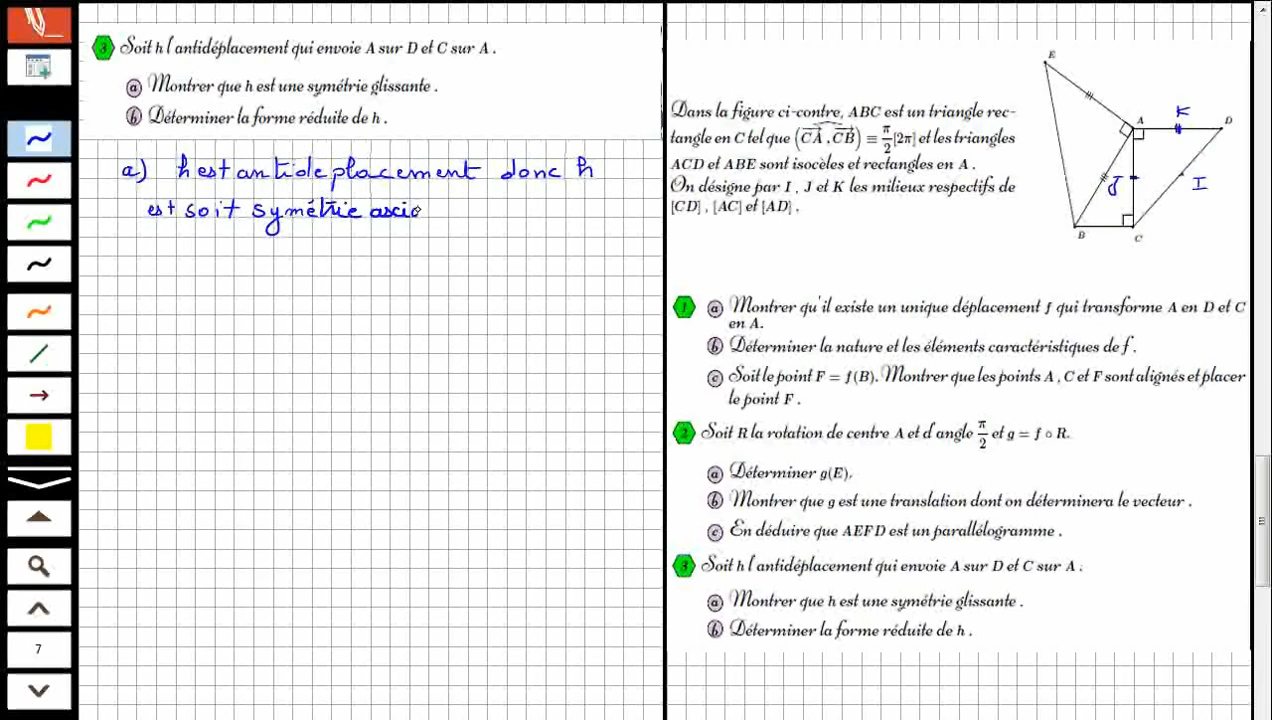 3 Soit h l'antidéplacement qui envoie A sur D et C sur A .
a Montrer que h est une symétrie glissante .
b Déterminer la forme réduite de h .
a) h est antideplacement donc h
est soit symétrie ascia
7
Dans la figure ci-contre, ABC est un triangle rec-
tangle en C tel que (CA, CB) ≡ π/2 [2π] et les triangles
ACD et ABE sont isocèles et rectangles en A .
On désigne par I , J et K les milieux respectifs de
[CD] , [AC] et [AD] .
E
K
A
D
J
I
B
C
1 a Montrer qu'il existe un unique déplacement f qui transforme A en D et C
en A.
b Déterminer la nature et les éléments caractéristiques de f.
c Soit le point F = f(B). Montrer que les points A , C et F sont alignés et placer
le point F .
2 Soit R la rotation de centre A et d'angle π/2 et g = f ∘ R.
a Déterminer g(E).
b Montrer que g est une translation dont on déterminera le vecteur .
c En déduire que AEFD est un parallélogramme .
3 Soit h l'antidéplacement qui envoie A sur D et C sur A .
a Montrer que h est une symétrie glissante .
b Déterminer la forme réduite de h .